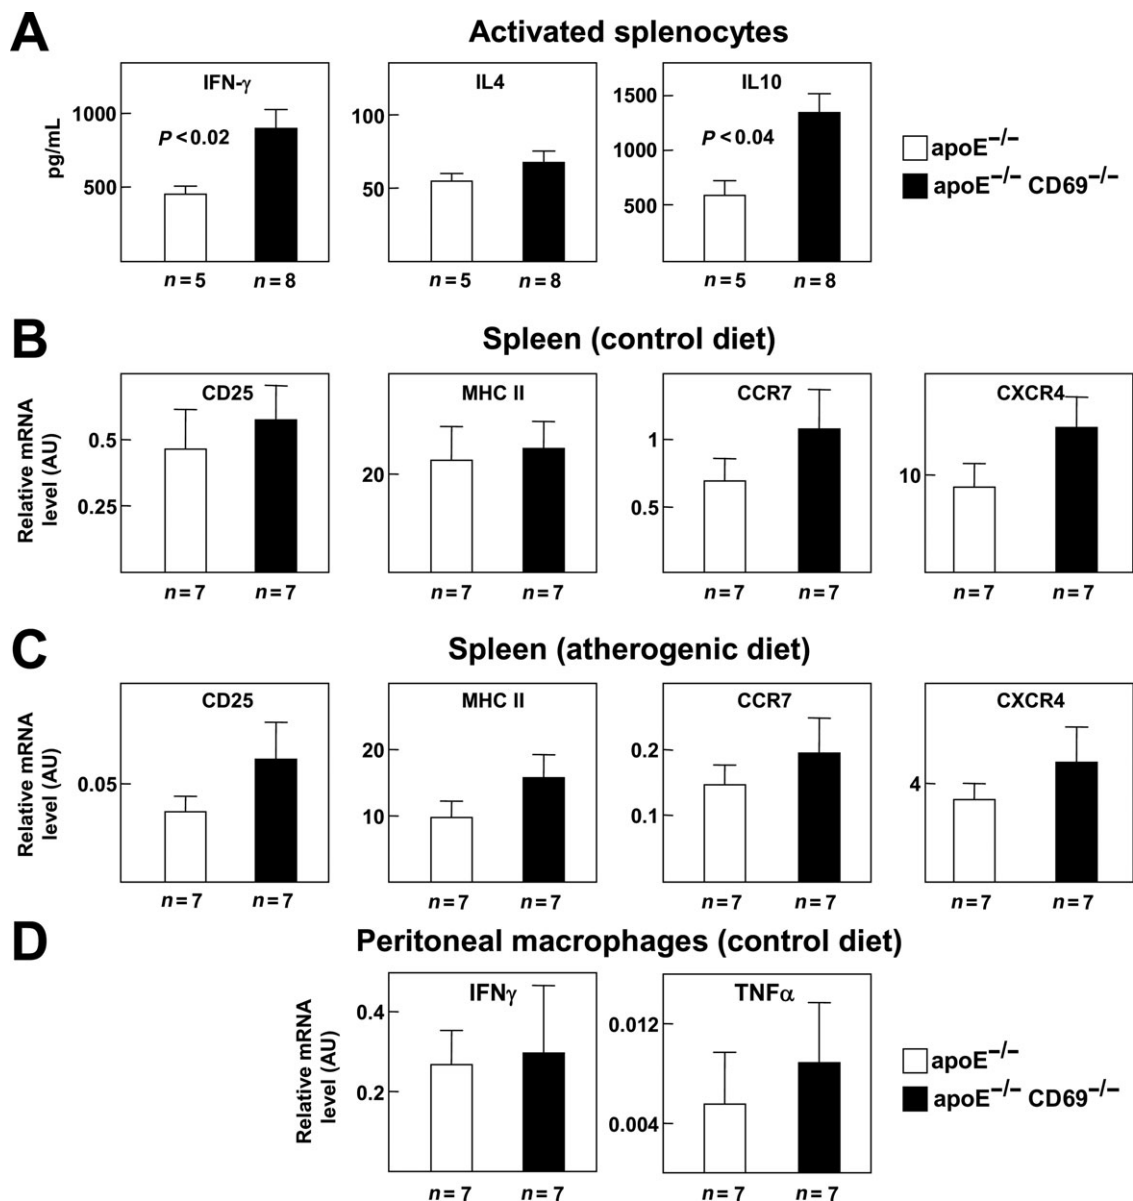 A
Activated splenocytes
IFN-γ
IL4
IL10
pg/mL
1000
500
P < 0.02
100
50
1500
1000
500
P < 0.04
n = 5
n = 8
n = 5
n = 8
n = 5
n = 8
apoE−/−
apoE−/− CD69−/−
B
Spleen (control diet)
CD25
MHC II
CCR7
CXCR4
Relative mRNA
level (AU)
0.5
0.25
20
1
0.5
10
n = 7
n = 7
n = 7
n = 7
n = 7
n = 7
n = 7
n = 7
C
Spleen (atherogenic diet)
CD25
MHC II
CCR7
CXCR4
Relative mRNA
level (AU)
0.05
20
10
0.2
0.1
4
n = 7
n = 7
n = 7
n = 7
n = 7
n = 7
n = 7
n = 7
D
Peritoneal macrophages (control diet)
IFNγ
TNFα
Relative mRNA
level (AU)
0.4
0.2
0.012
0.004
n = 7
n = 7
n = 7
n = 7
apoE−/−
apoE−/− CD69−/−